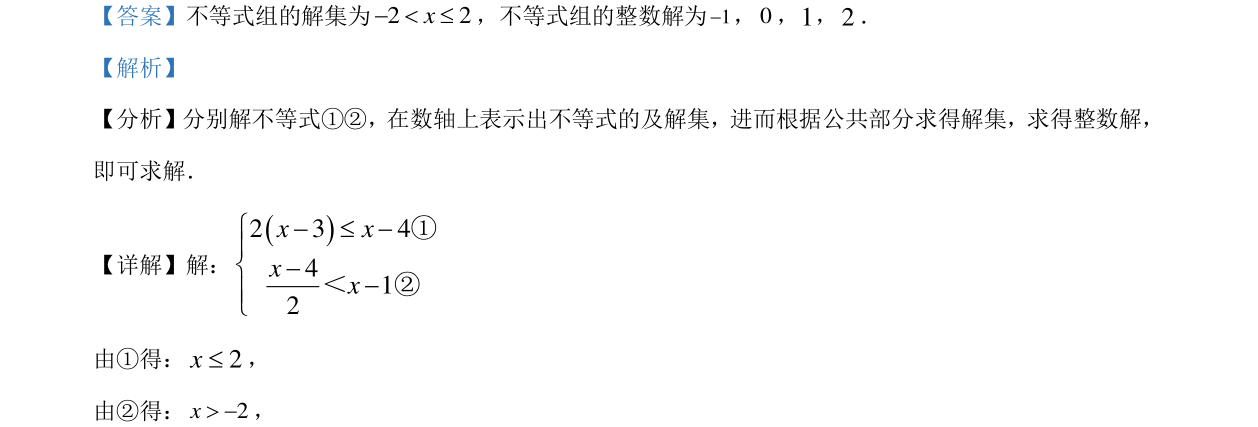 【答案】不等式组的解集为−2<x≤2，不等式组的整数解为−1，0，1，2．
【解析】
【分析】分别解不等式①②，在数轴上表示出不等式的及解集，进而根据公共部分求得解集，求得整数解，
即可求解．
【详解】解：{2(x−3)≤x−4①
(x−4)/2<x−1②
由①得：x≤2，
由②得：x>−2，